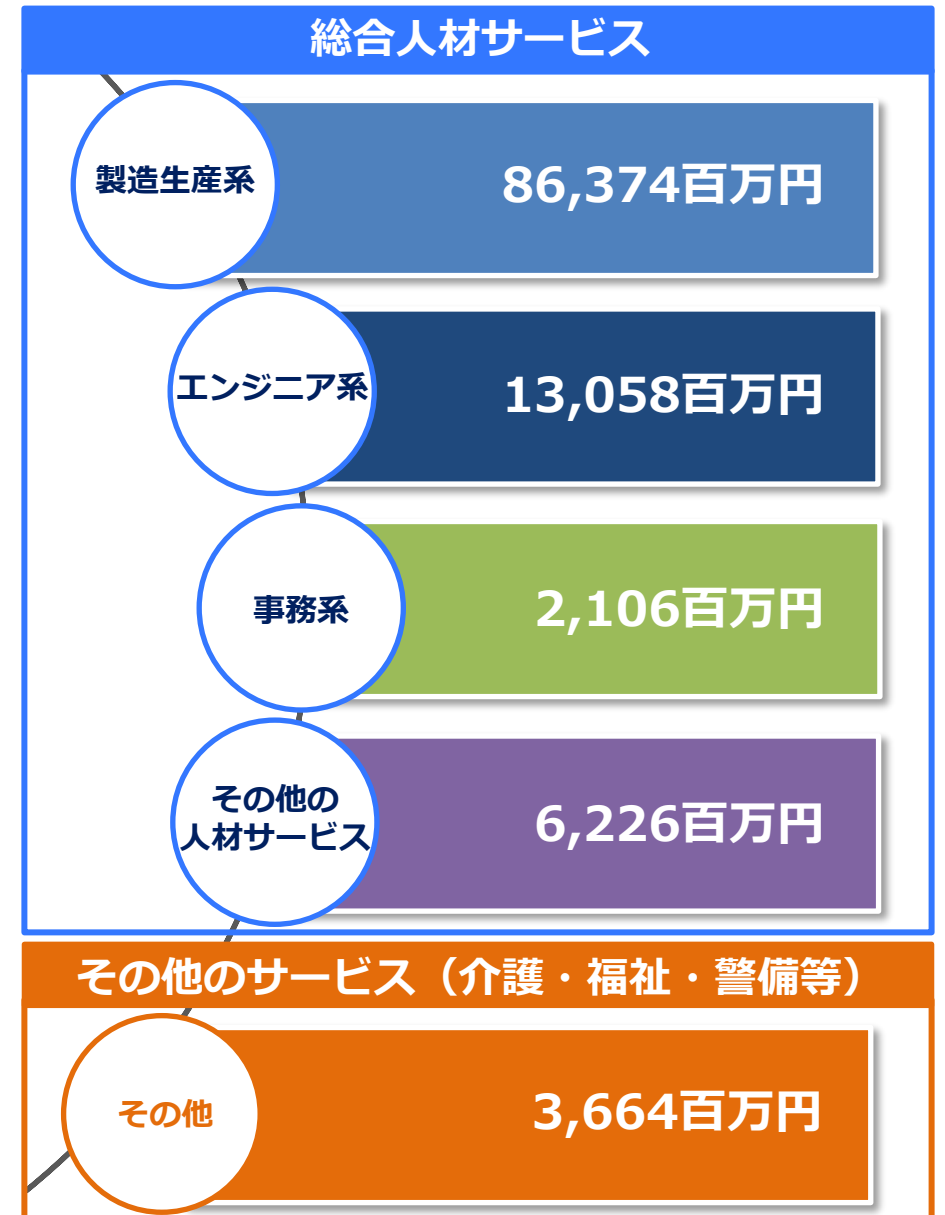 総合人材サービス
製造生産系
86,374百万円
エンジニア系
13,058百万円
事務系
2,106百万円
その他の
人材サービス
6,226百万円
その他のサービス（介護・福祉・警備等）
その他
3,664百万円